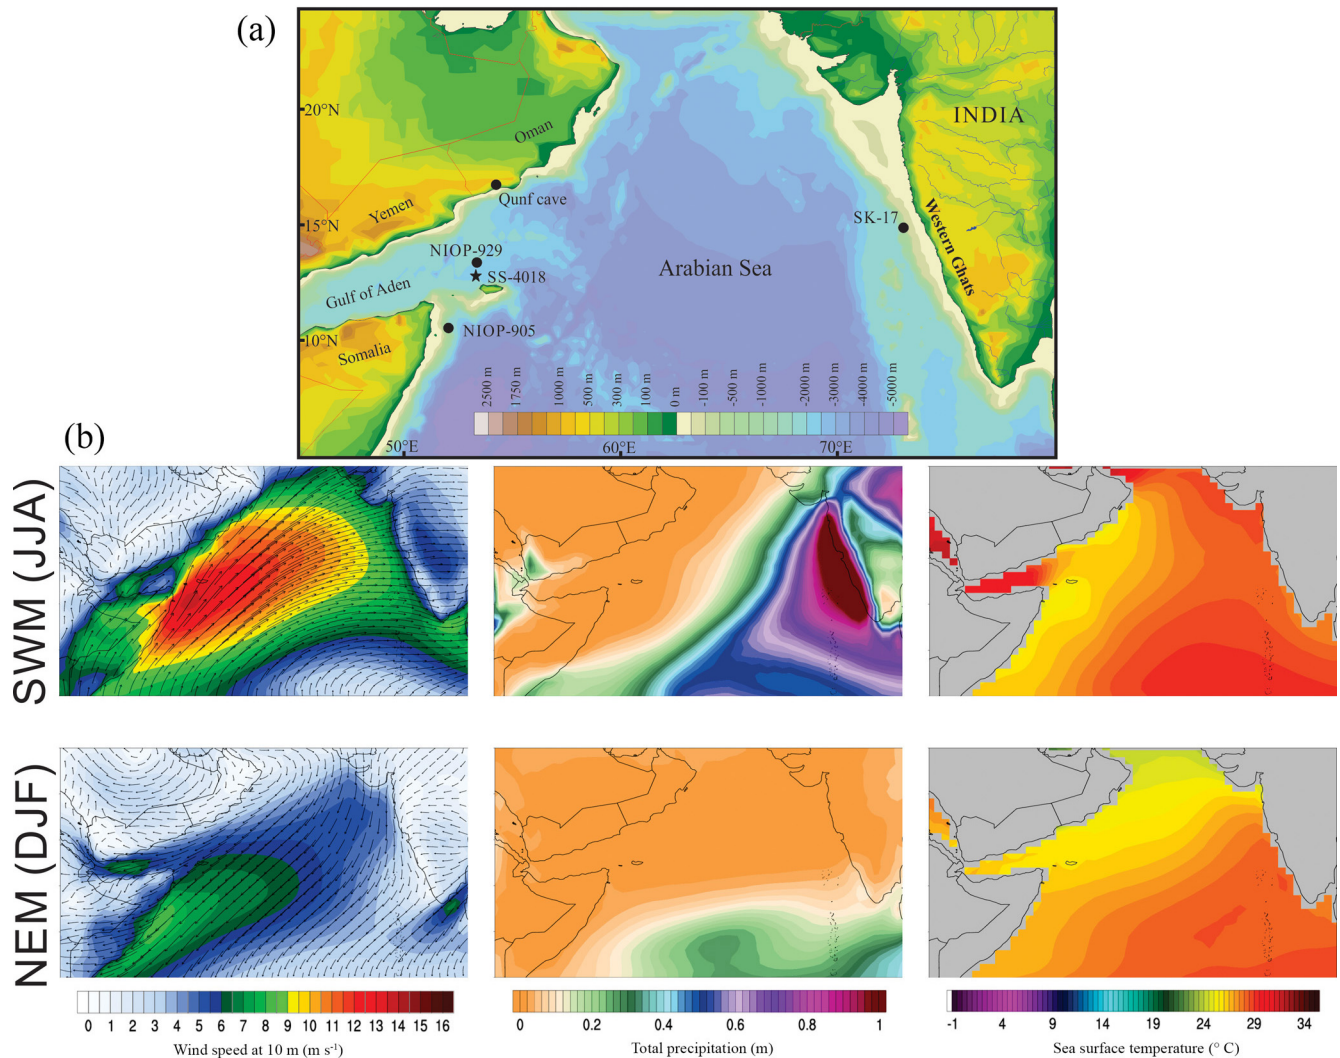 (a)
20°N
15°N
10°N
50°E
60°E
70°E
Oman
INDIA
Qunf cave
Yemen
SK-17
Western Ghats
NIOP-929
SS-4018
Arabian Sea
Gulf of Aden
NIOP-905
Somalia
2500 m
1750 m
1000 m
500 m
300 m
100 m
0 m
-100 m
-500 m
-1000 m
-2000 m
-3000 m
-4000 m
-5000 m
(b)
SWM (JJA)
NEM (DJF)
0 1 2 3 4 5 6 7 8 9 10 11 12 13 14 15 16
Wind speed at 10 m (m s⁻¹)
0 0.2 0.4 0.6 0.8 1
Total precipitation (m)
-1 4 9 14 19 24 29 34
Sea surface temperature (° C)